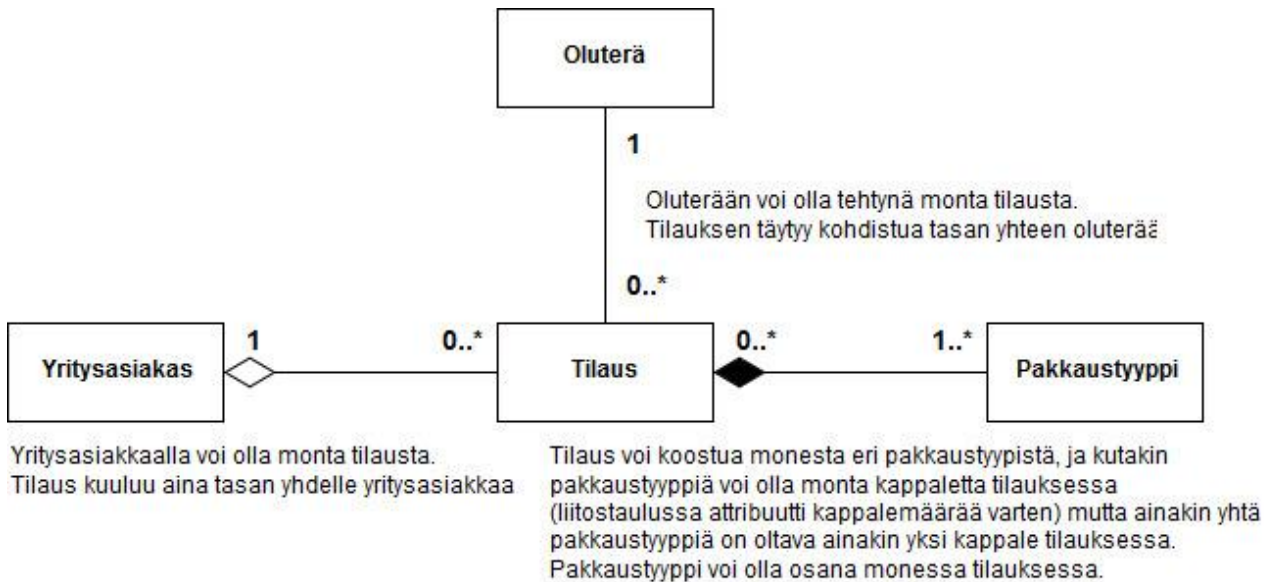 Oluterä
1
Oluterään voi olla tehtynä monta tilausta.
Tilauksen täytyy kohdistua tasan yhteen oluterää
0..*
Yritysasiakas
1
0..*
Tilaus
0..*
1..*
Pakkaustyyppi
Yritysasiakkaalla voi olla monta tilausta.
Tilaus kuuluu aina tasan yhdelle yritysasiakkaa
Tilaus voi koostua monesta eri pakkaustyypistä, ja kutakin
pakkaustyyppiä voi olla monta kappaletta tilauksessa
(liitostaulussa attribuutti kappalemäärää varten) mutta ainakin yhtä
pakkaustyyppiä on oltava ainakin yksi kappale tilauksessa.
Pakkaustyyppi voi olla osana monessa tilauksessa.